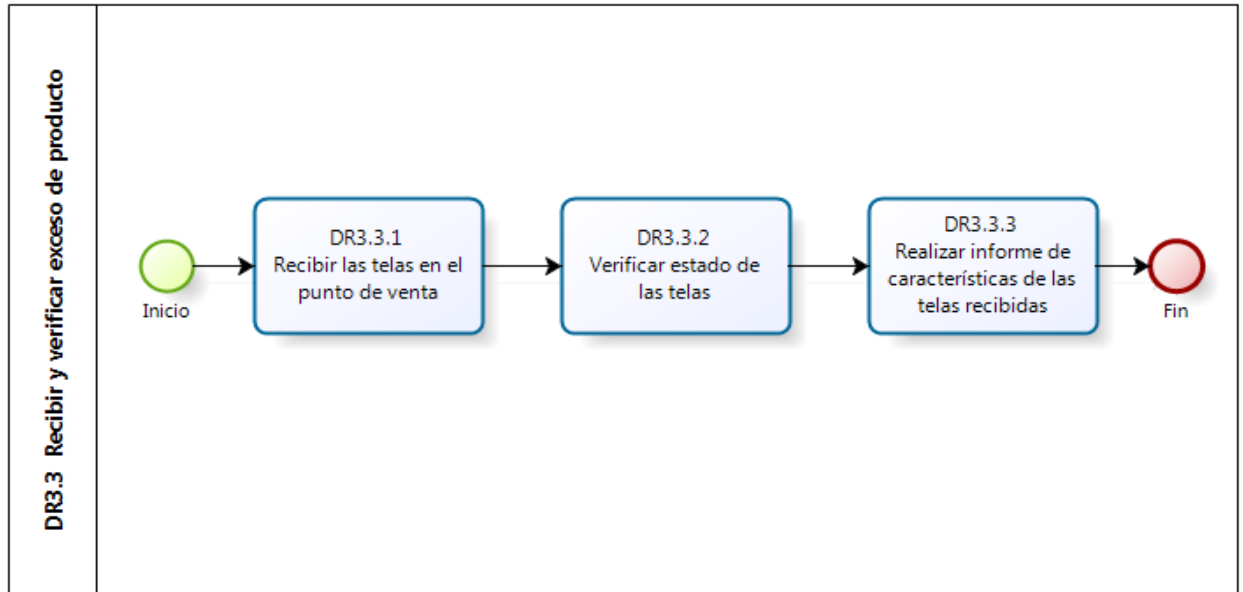 DR3.3  Recibir y verificar exceso de producto
Inicio
DR3.3.1
Recibir las telas en el
punto de venta
DR3.3.2
Verificar estado de
las telas
DR3.3.3
Realizar informe de
características de las
telas recibidas
Fin